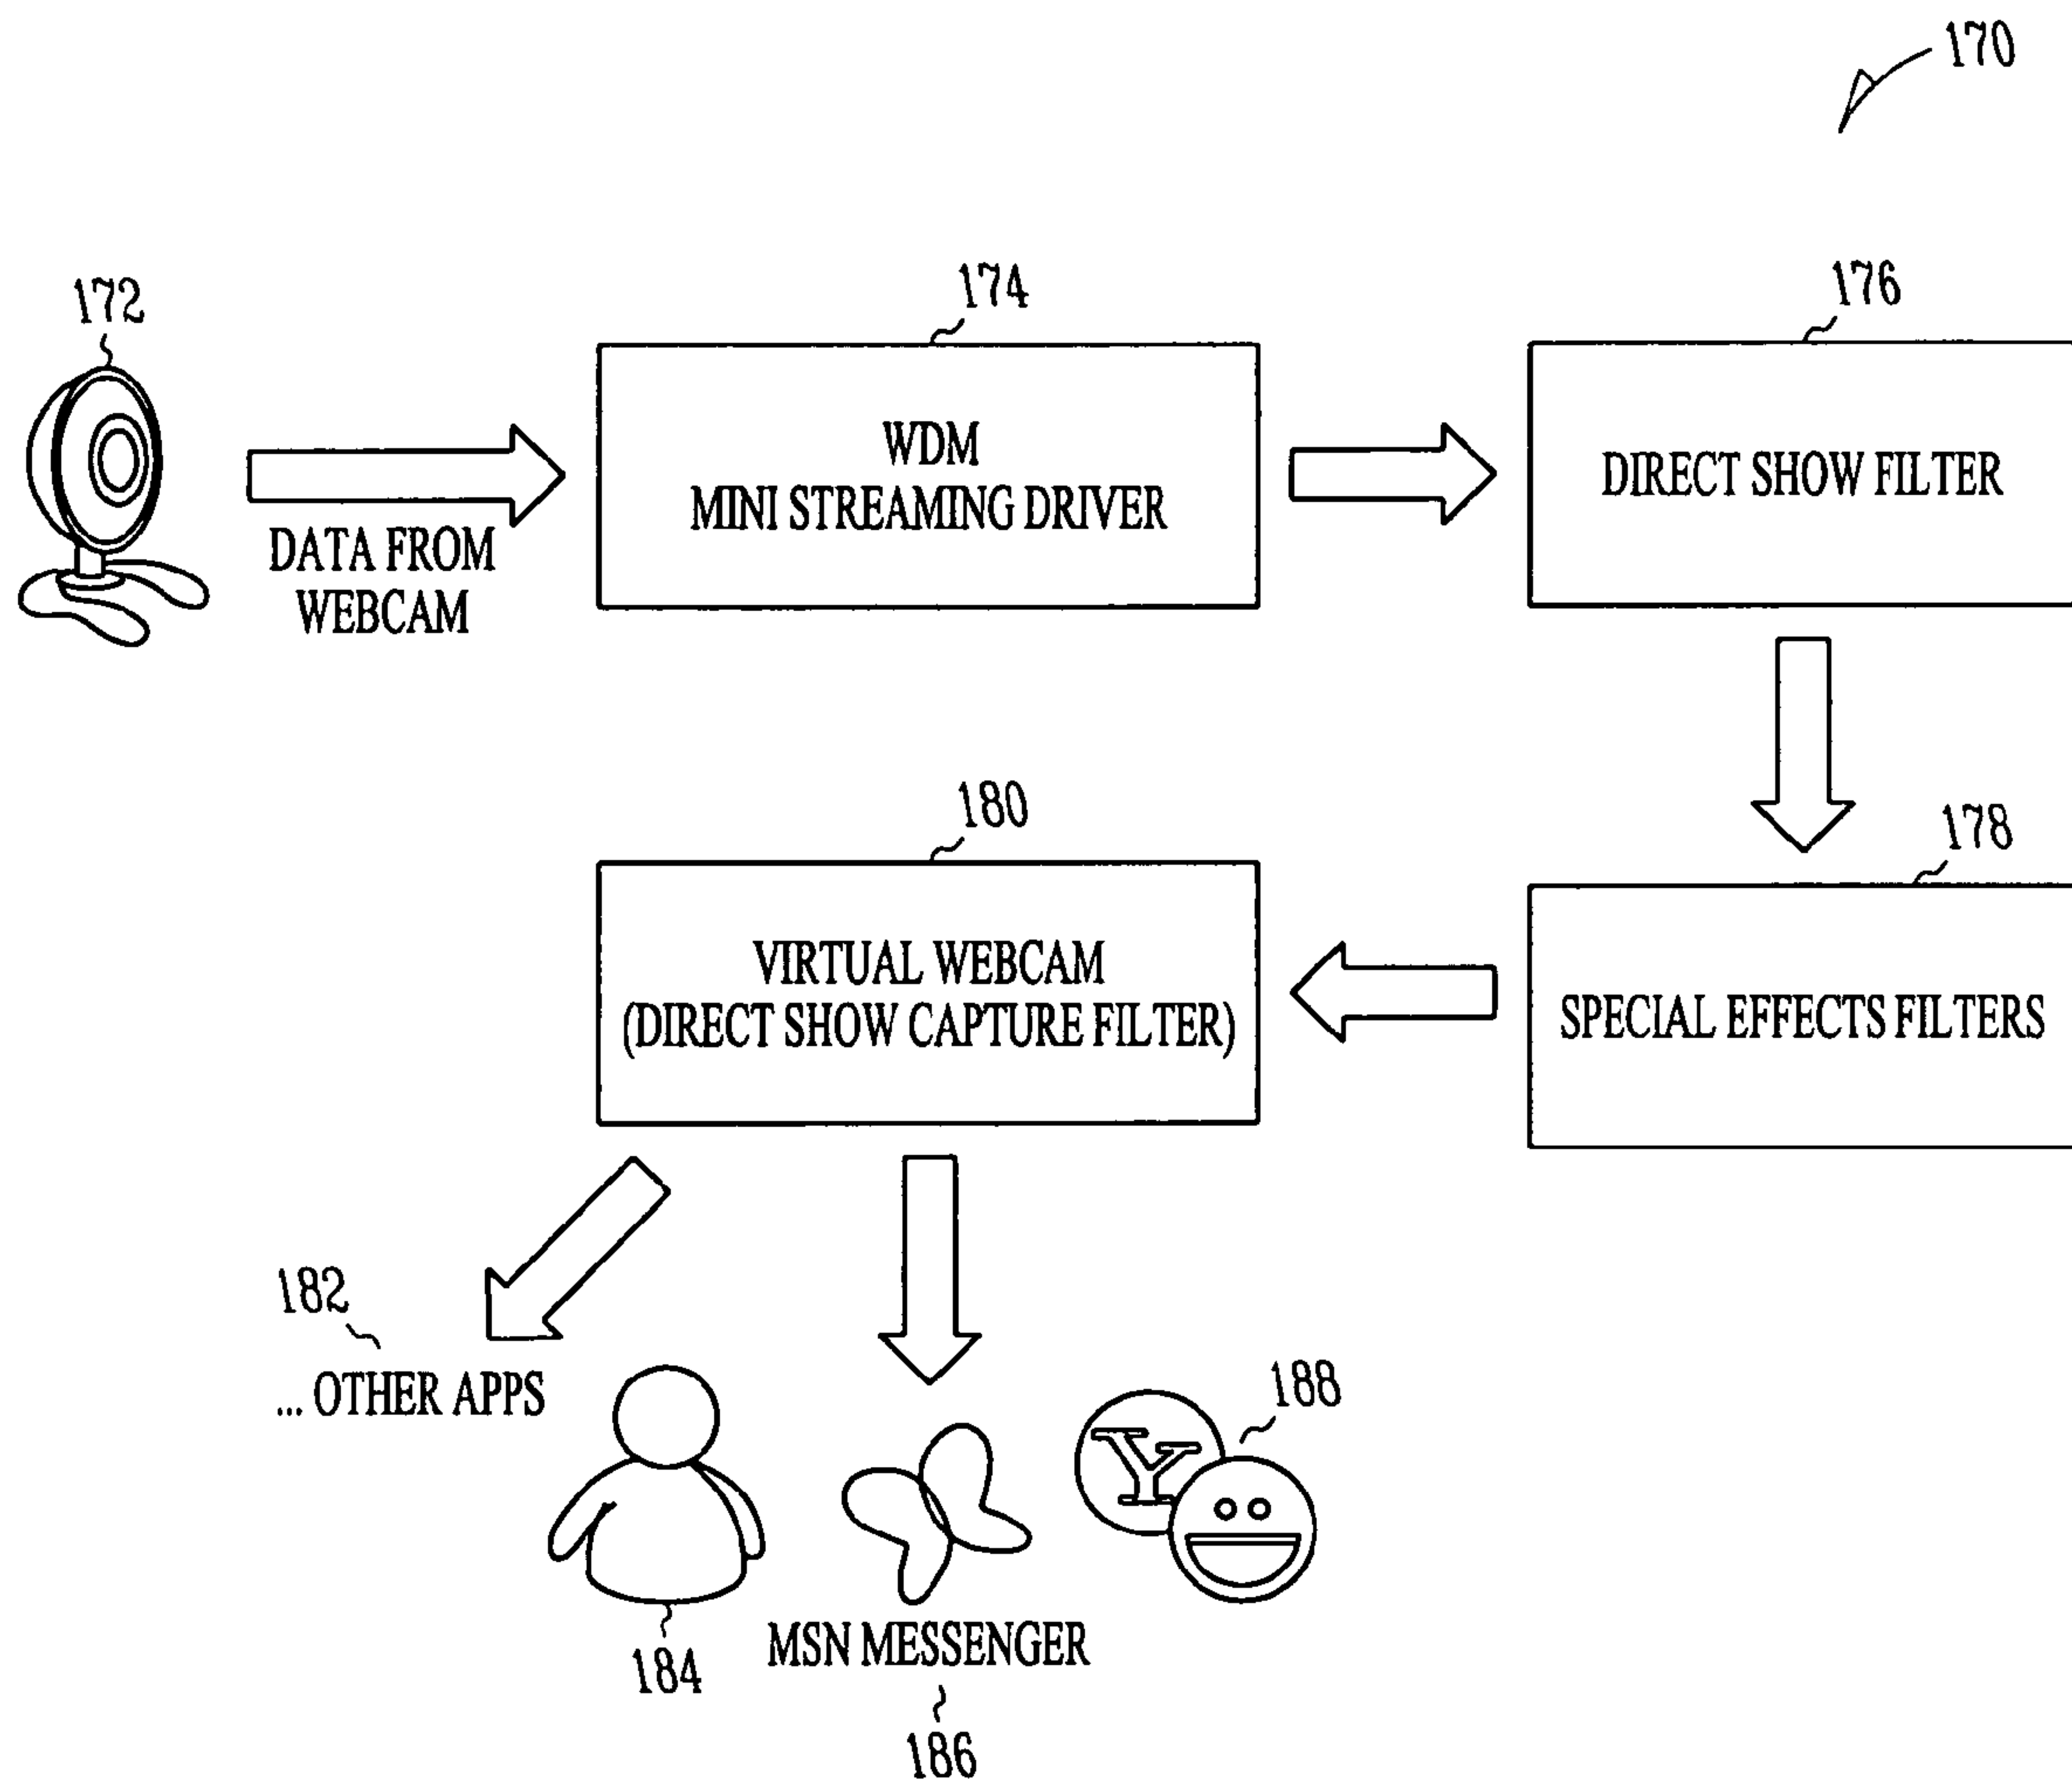 170
172
174
176
WDM
MINI STREAMING DRIVER
DIRECT SHOW FILTER
DATA FROM
WEBCAM
180
178
VIRTUAL WEBCAM
(DIRECT SHOW CAPTURE FILTER)
SPECIAL EFFECTS FILTERS
182
... OTHER APPS
188
Y
184
MSN MESSENGER
186